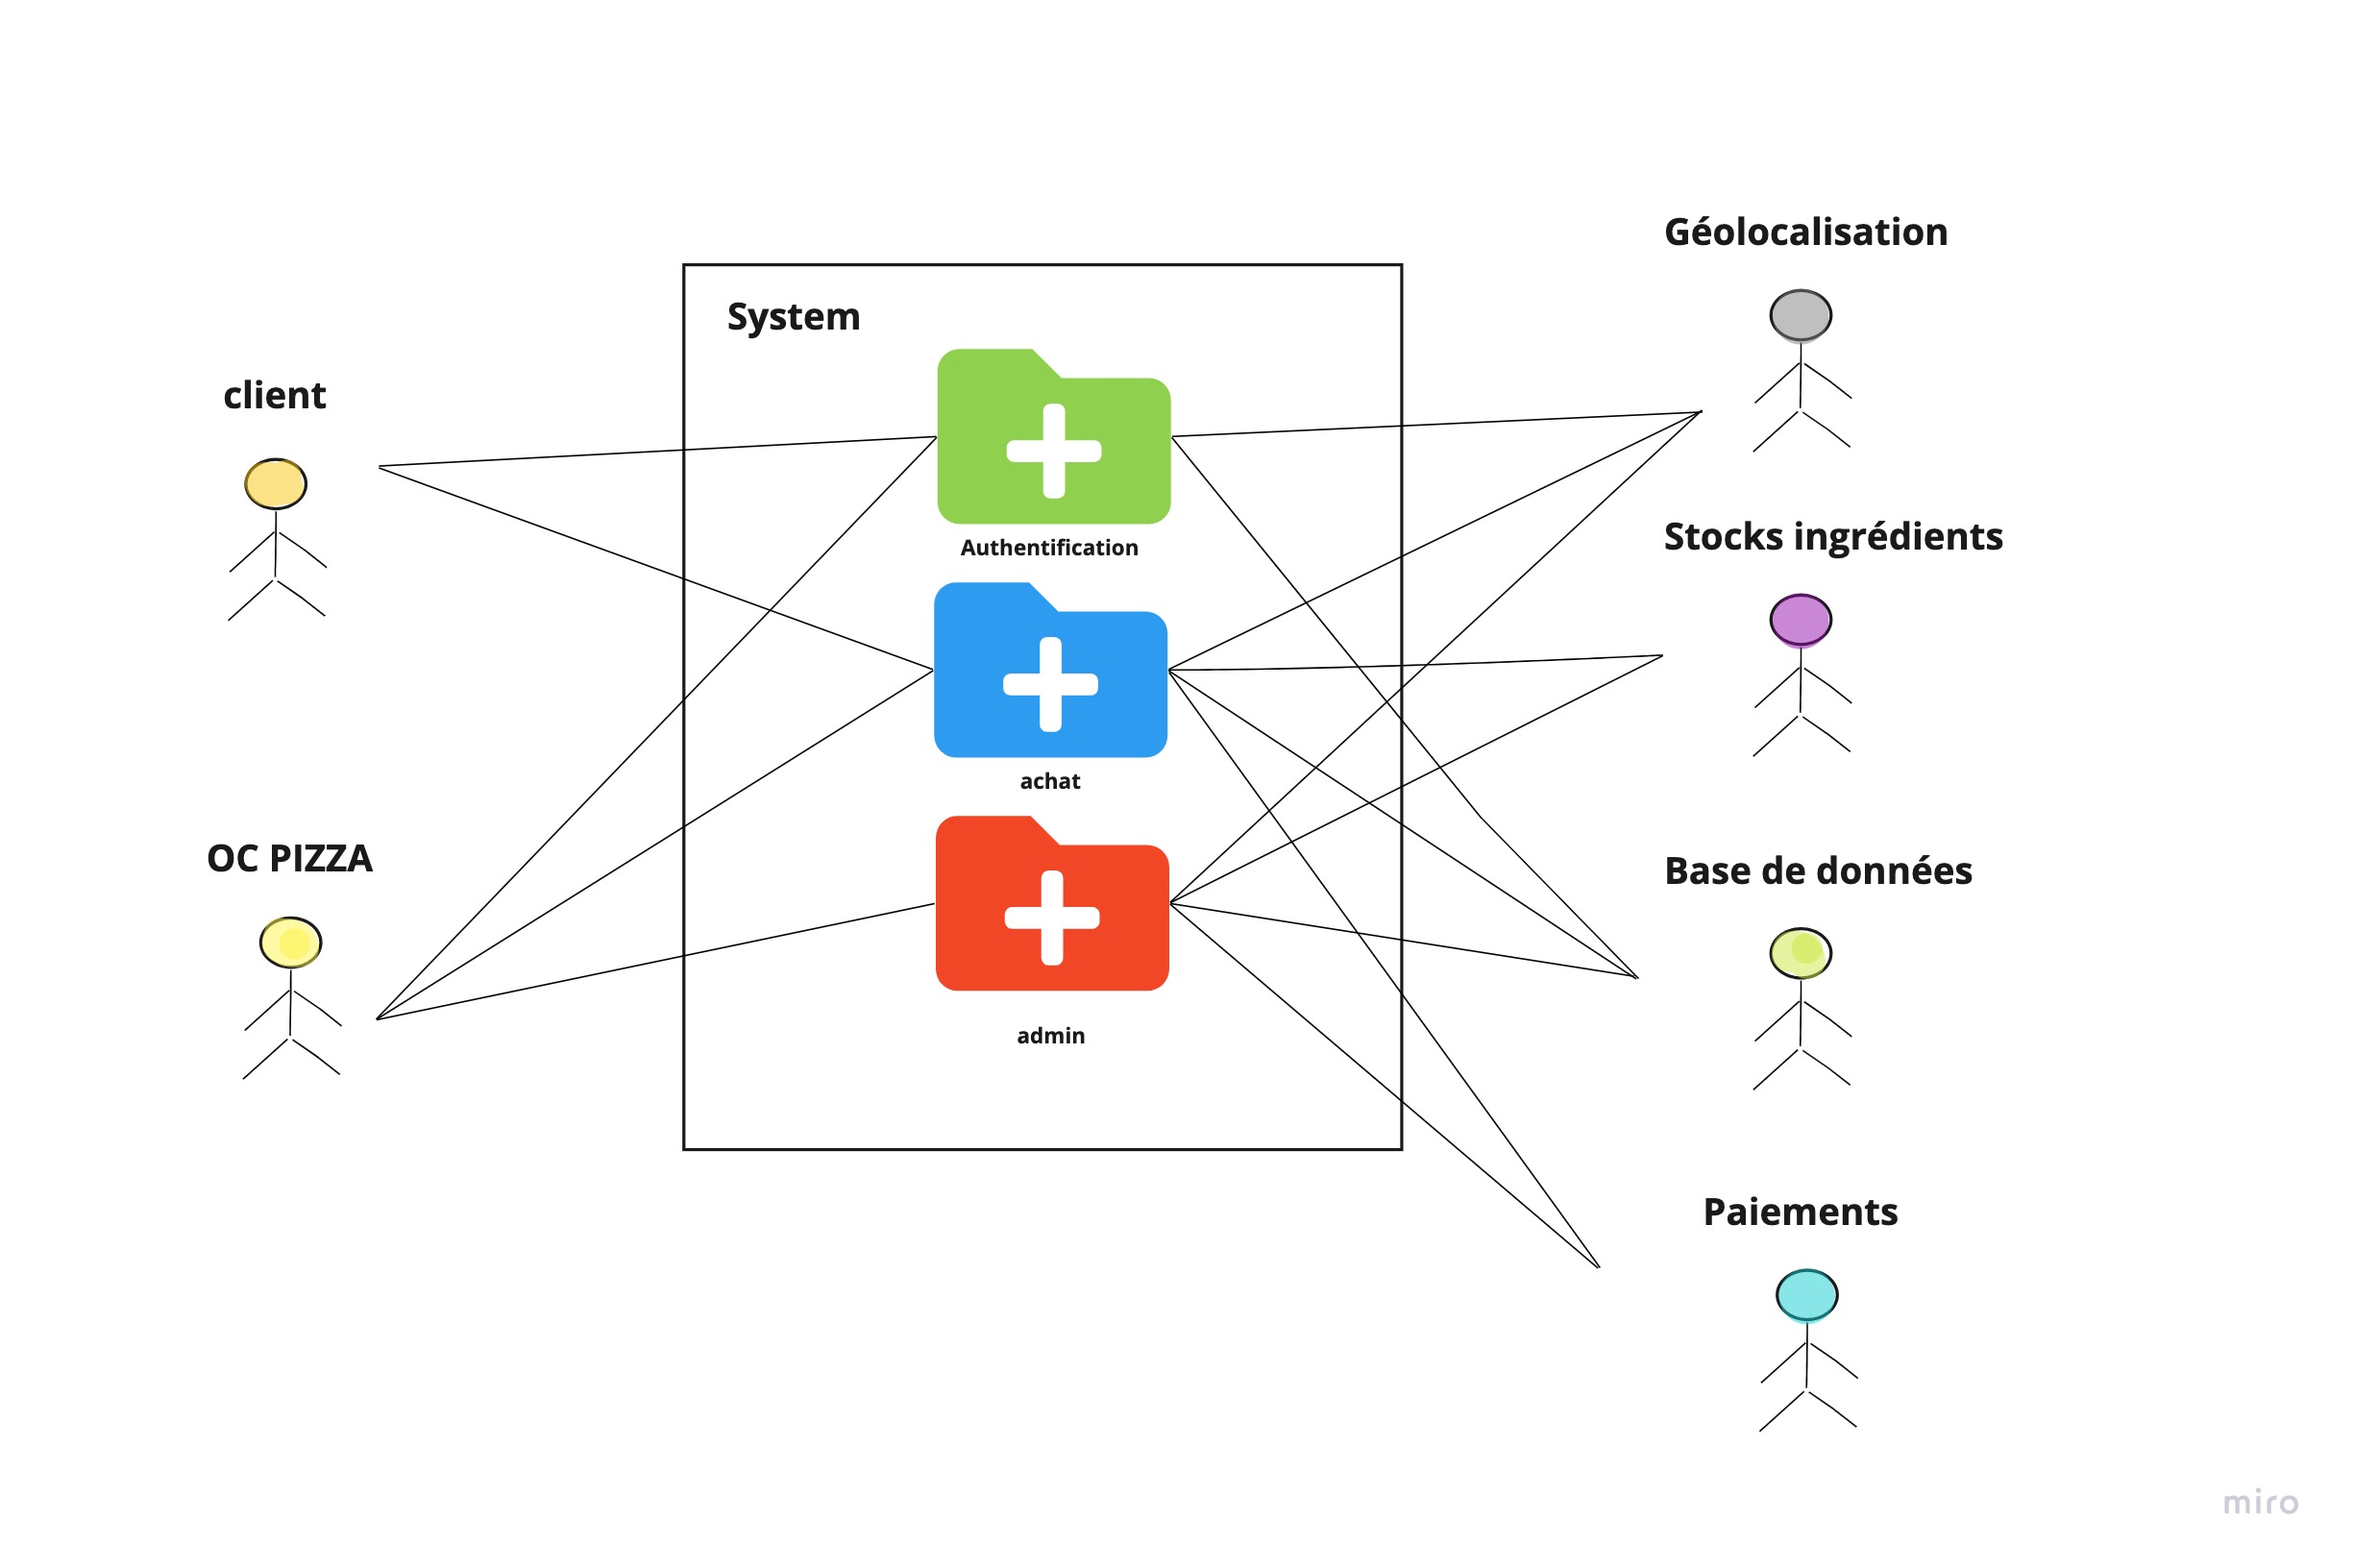 Géolocalisation
System
client
Stocks ingrédients
Authentification
achat
OC PIZZA
Base de données
admin
Paiements
miro